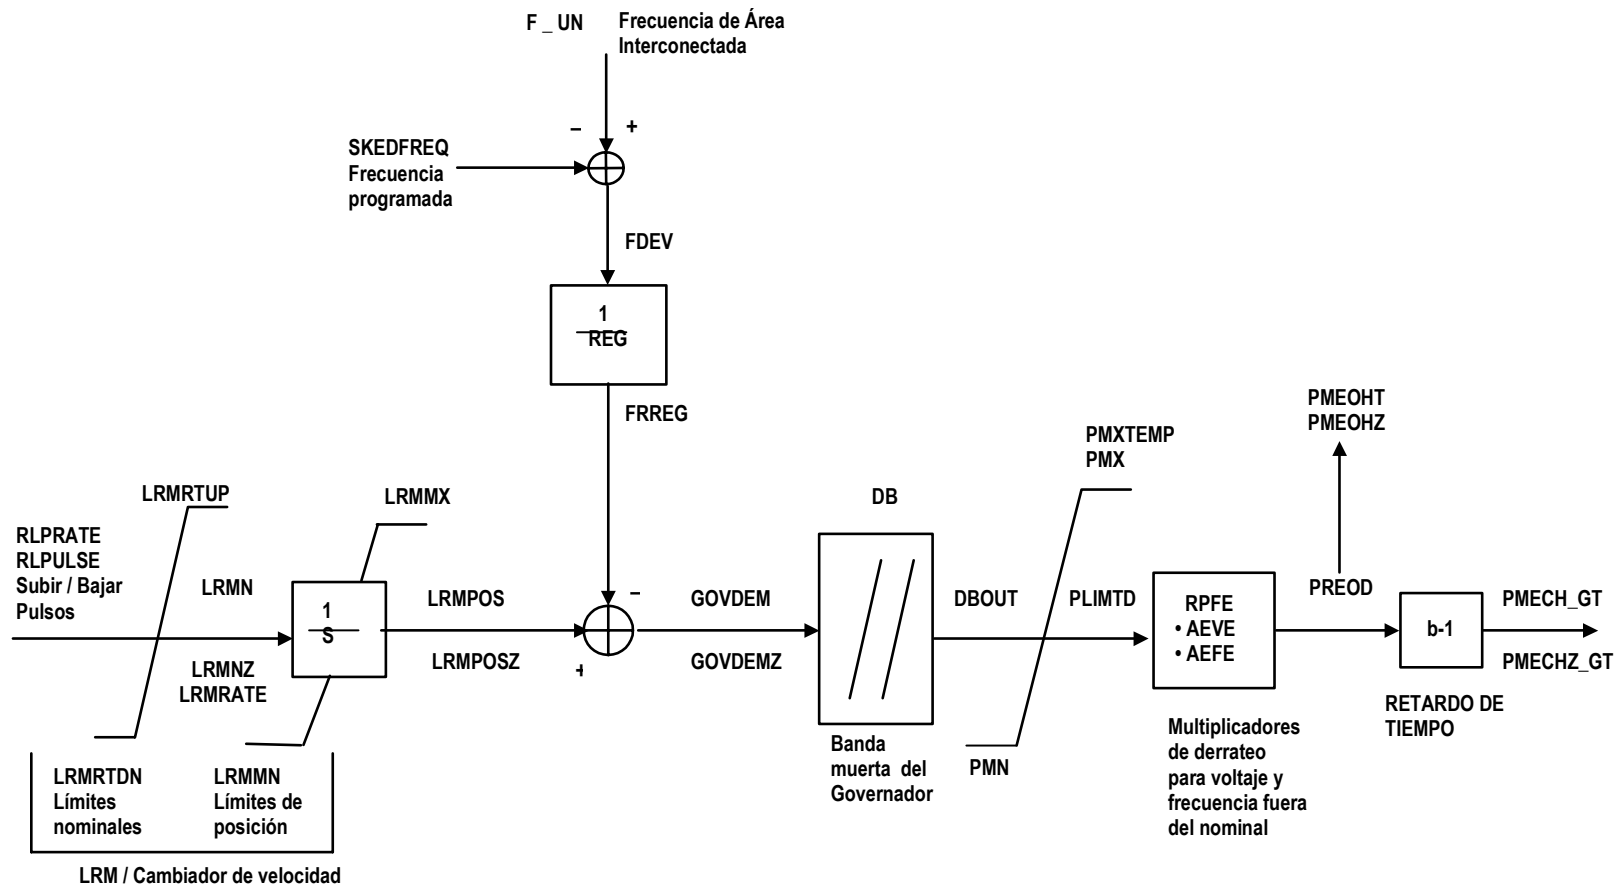 F _ UN
Frecuencia de Área
Interconectada
–
+
SKEDFREQ
Frecuencia
programada
FDEV
1
REG
FRREG
PMEOHT
PMEOHZ
PMXTEMP
PMX
LRMRTUP
LRMMX
DB
RLPRATE
RLPULSE
Subir / Bajar
Pulsos
LRMN
1
S
LRMPOS
–
GOVDEM
DBOUT
PLIMTD
RPFE
• AEVE
• AEFE
PREOD
b-1
PMECH_GT
LRMNZ
LRMRATE
LRMPOSZ
+
GOVDEMZ
PMECHZ_GT
RETARDO DE
TIEMPO
Banda
muerta del
Governador
PMN
Multiplicadores
de derrateo
para voltaje y
frecuencia fuera
del nominal
LRMRTDN
Límites
nominales
LRMMN
Límites de
posición
LRM / Cambiador de velocidad